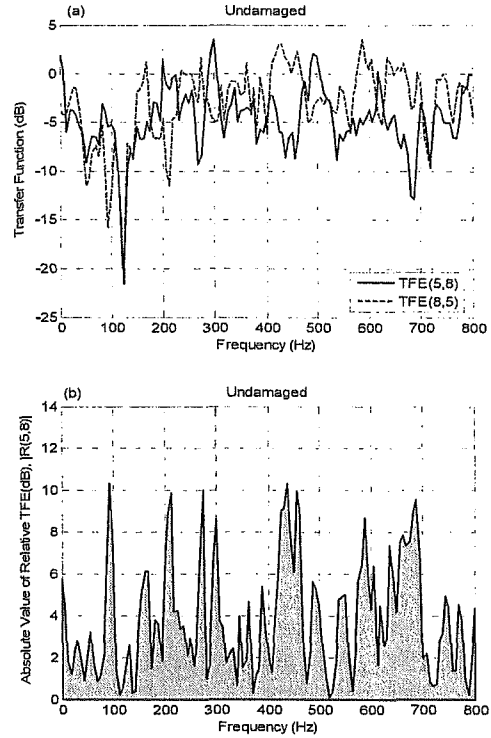 (a) Undamaged
5
0
-5
-10
-15
-20
-25
Transfer Function (dB)
TFE(5,8)
TFE(8,5)
0 100 200 300 400 500 600 700 800
Frequency (Hz)
(b) Undamaged
14
12
10
8
6
4
2
0
Absolute Value of Relative TFE(dB), |R(5,8)|
0 100 200 300 400 500 600 700 800
Frequency (Hz)